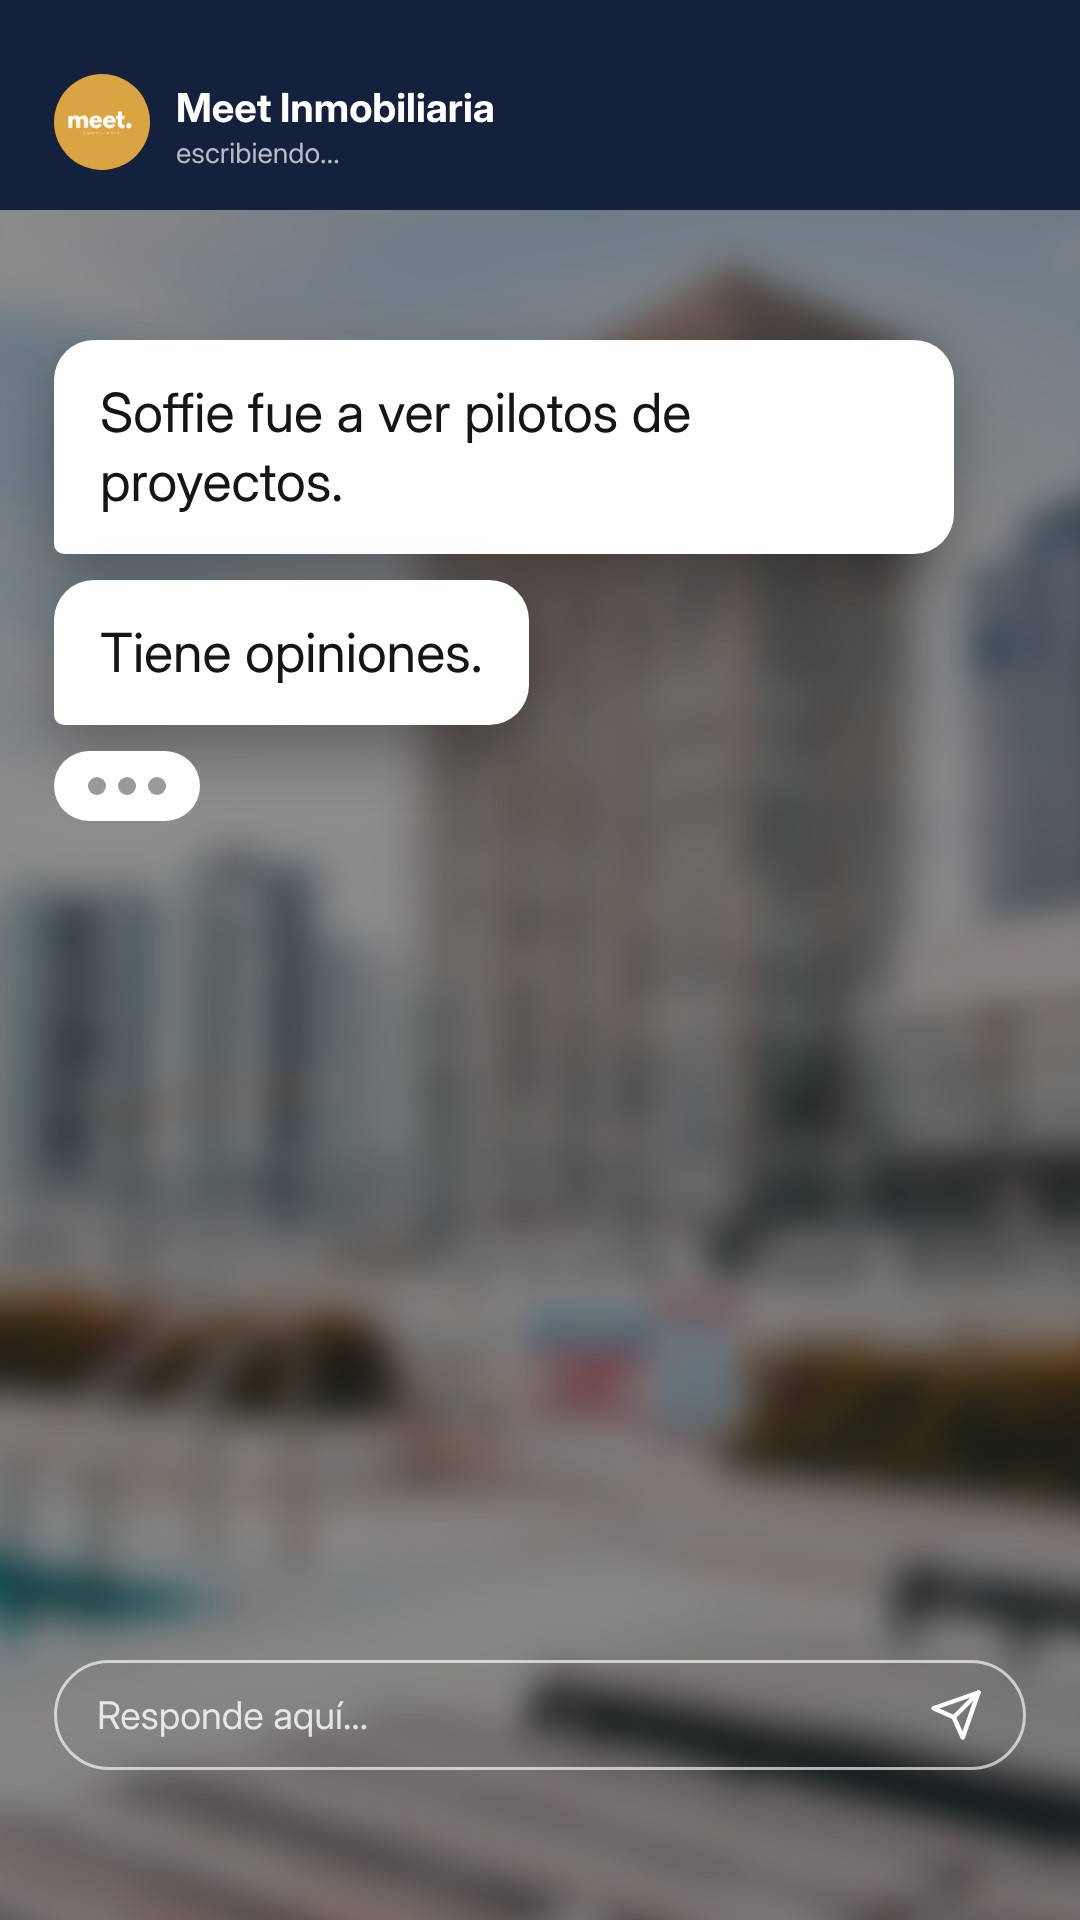 meet.
Meet Inmobiliaria
escribiendo...
Soffie fue a ver pilotos de
proyectos.
Tiene opiniones.
Responde aquí...